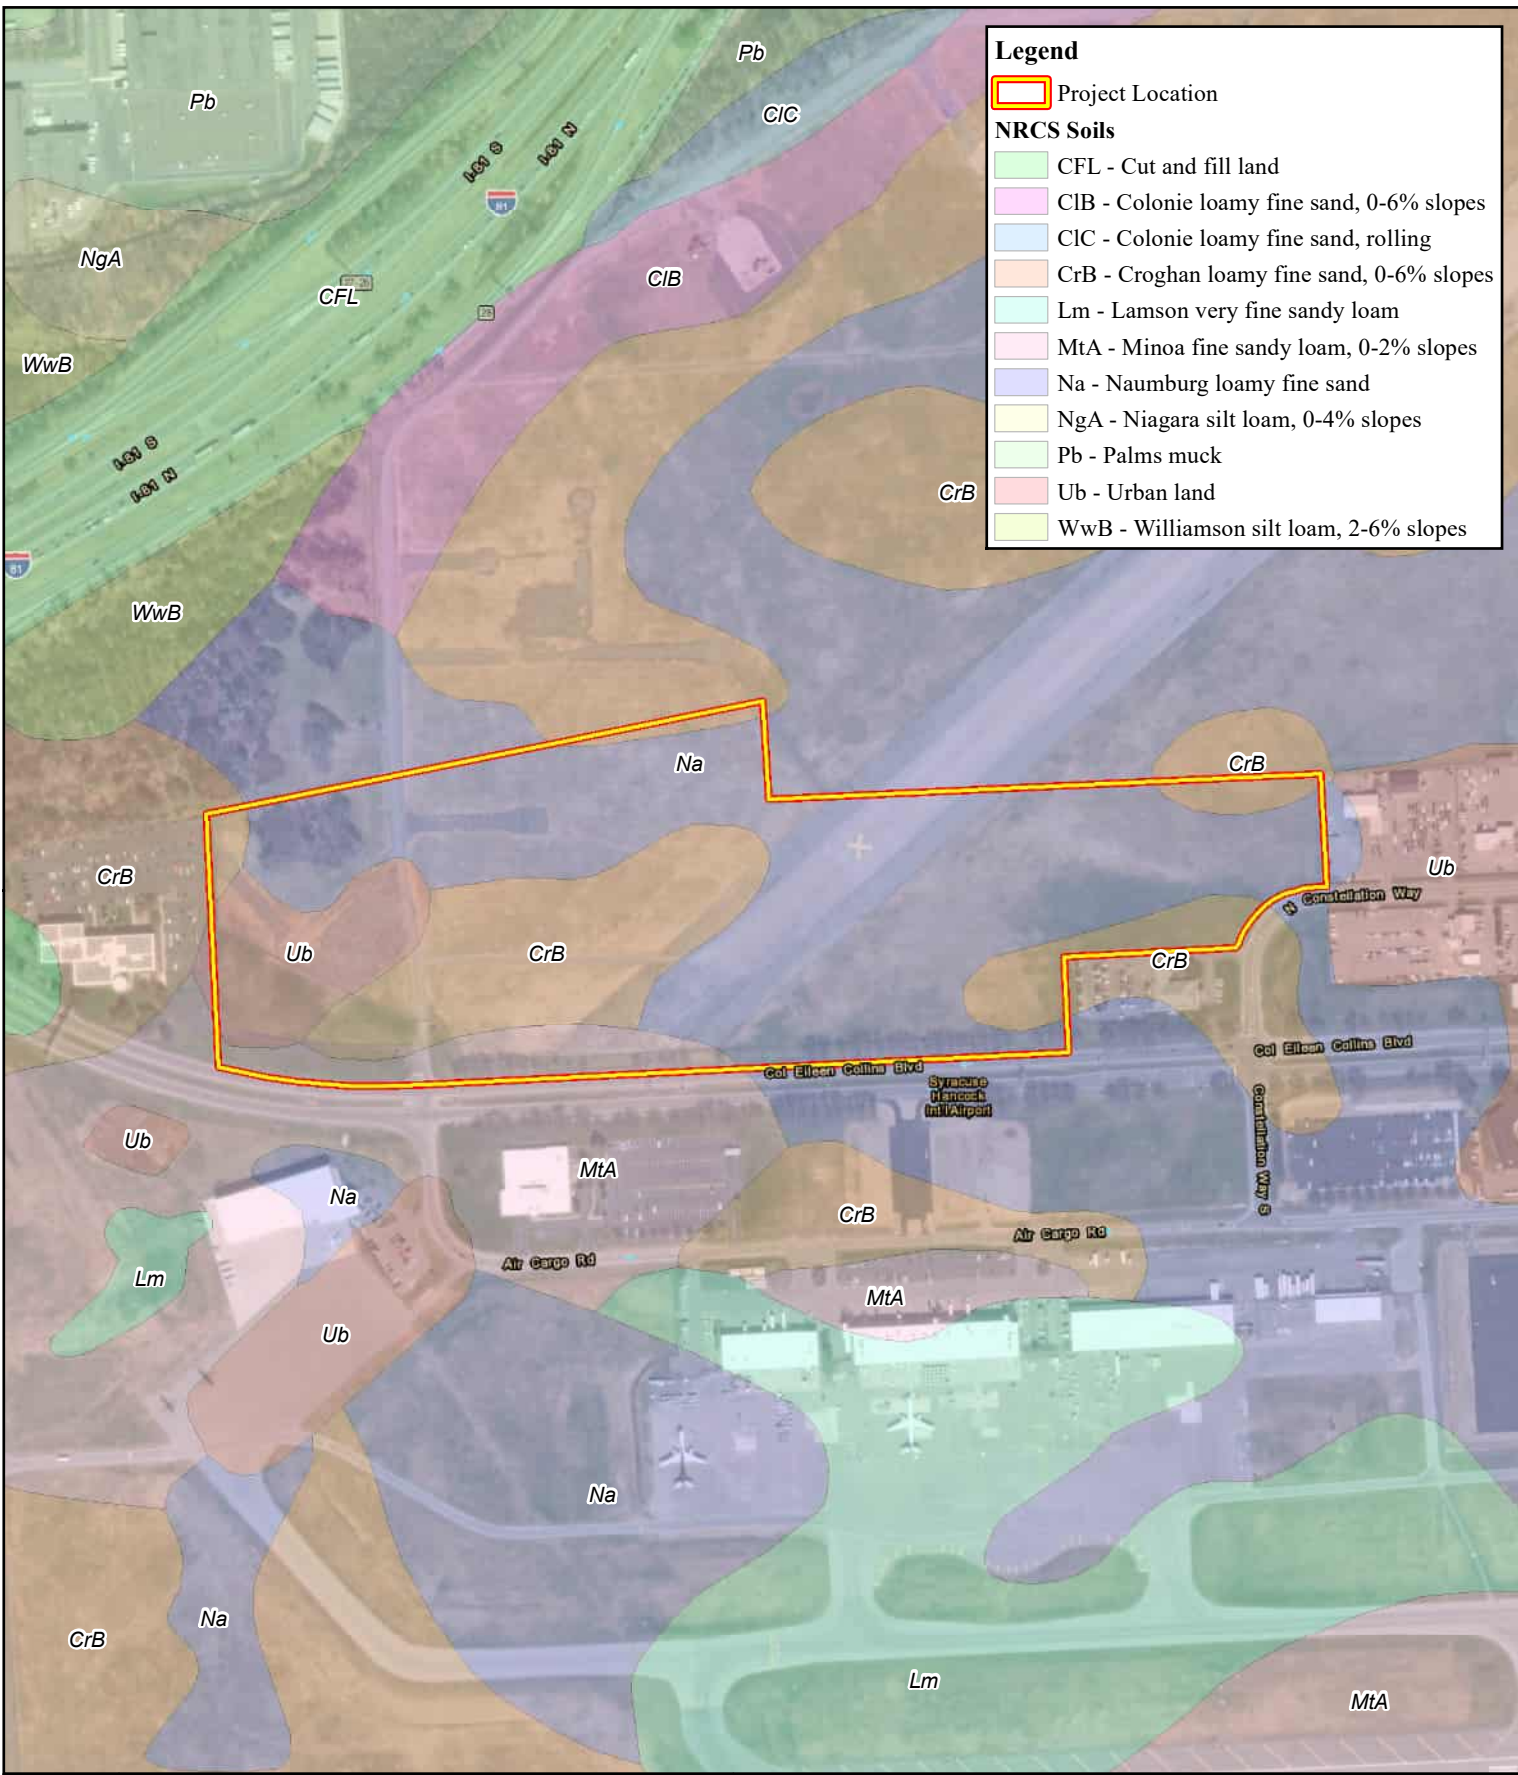 Legend
Project Location
NRCS Soils
CFL - Cut and fill land
ClB - Colonie loamy fine sand, 0-6% slopes
ClC - Colonie loamy fine sand, rolling
CrB - Croghan loamy fine sand, 0-6% slopes
Lm - Lamson very fine sandy loam
MtA - Minoa fine sandy loam, 0-2% slopes
Na - Naumburg loamy fine sand
NgA - Niagara silt loam, 0-4% slopes
Pb - Palms muck
Ub - Urban land
WwB - Williamson silt loam, 2-6% slopes
Pb
Pb
ClC
I-81 S
I-81 N
81
NgA
CFL
ClB
28
WwB
I-81 S
I-81 N
CrB
81
WwB
Na
CrB
CrB
Ub
N Constellation Way
Ub
CrB
CrB
Col Eileen Collins Blvd
Col Eileen Collins Blvd
Syracuse
Hancock
Int'l Airport
Constellation Way S
Ub
MtA
Na
CrB
Air Cargo Rd
Air Cargo Rd
Lm
MtA
Ub
Na
Na
CrB
Lm
MtA